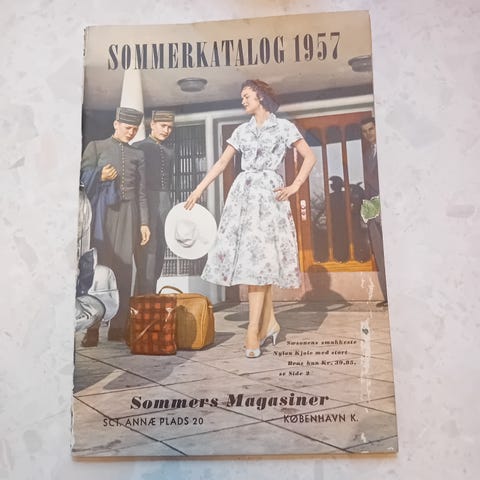 SOMMERKATALOG 1957
Sæsonens smukkeste
Nylon Kjole med stort
Brus kun Kr. 39,85,
se Side 2
Sommers Magasiner
SCT. ANNÆ PLADS 20 KØBENHAVN K.